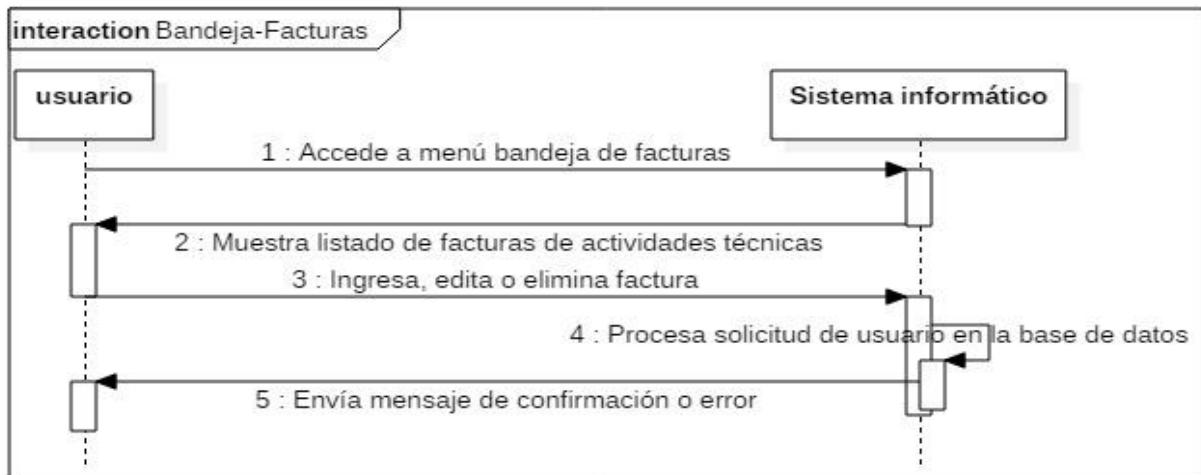 interaction Bandeja-Facturas
usuario
Sistema informático
1 : Accede a menú bandeja de facturas
2 : Muestra listado de facturas de actividades técnicas
3 : Ingresa, edita o elimina factura
4 : Procesa solicitud de usuario en la base de datos
5 : Envía mensaje de confirmación o error